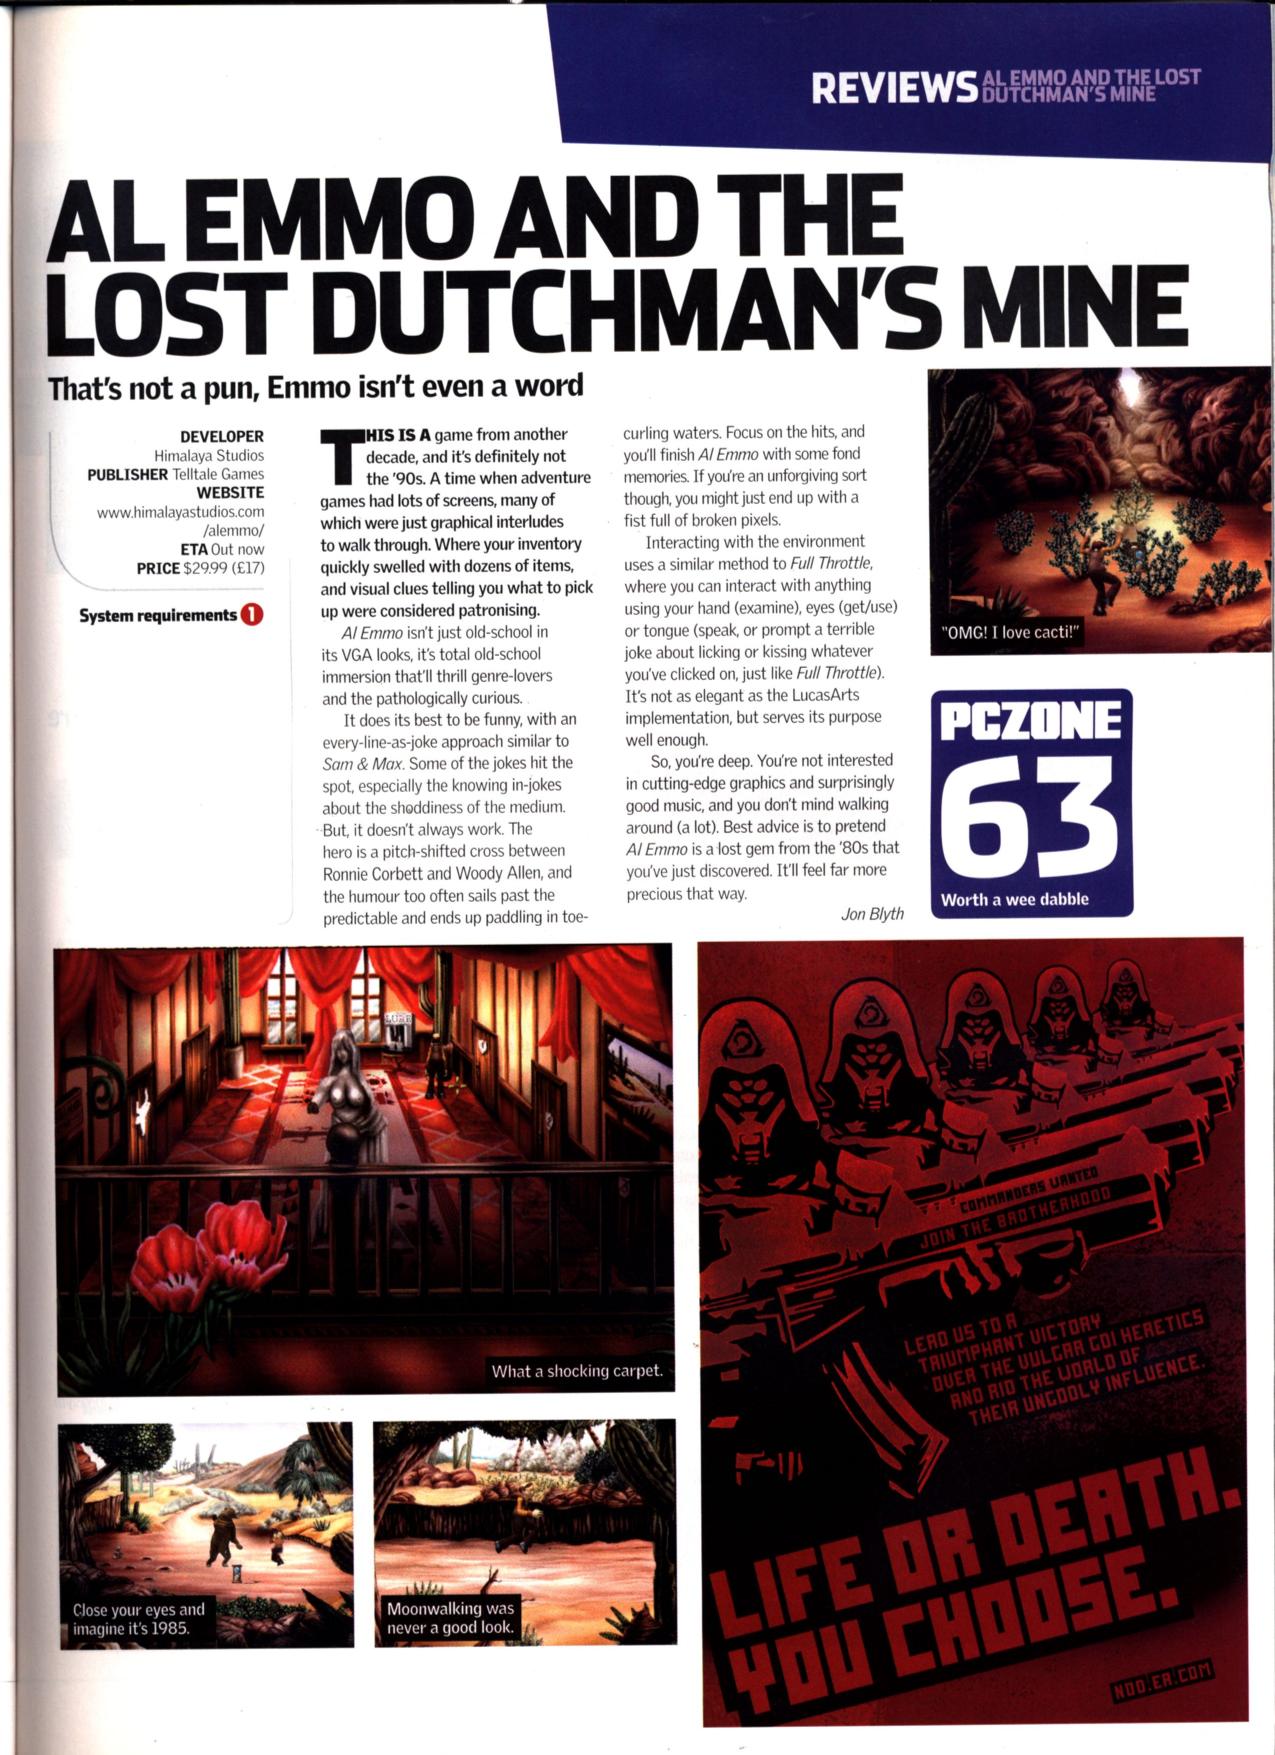 REVIEWS AL EMMO AND THE LOST
DUTCHMAN'S MINE
AL EMMO AND THE
LOST DUTCHMAN'S MINE
That's not a pun, Emmo isn't even a word
DEVELOPER
Himalaya Studios
PUBLISHER Telltale Games
WEBSITE
www.himalayastudios.com
/alemmo/
ETA Out now
PRICE $29.99 (£17)
System requirements 1
THIS IS A game from another
decade, and it's definitely not
the '90s. A time when adventure
games had lots of screens, many of
which were just graphical interludes
to walk through. Where your inventory
quickly swelled with dozens of items,
and visual clues telling you what to pick
up were considered patronising.
Al Emmo isn't just old-school in
its VGA looks, it's total old-school
immersion that'll thrill genre-lovers
and the pathologically curious.
It does its best to be funny, with an
every-line-as-joke approach similar to
Sam & Max. Some of the jokes hit the
spot, especially the knowing in-jokes
about the shoddiness of the medium.
But, it doesn't always work. The
hero is a pitch-shifted cross between
Ronnie Corbett and Woody Allen, and
the humour too often sails past the
predictable and ends up paddling in toe-
curling waters. Focus on the hits, and
you'll finish Al Emmo with some fond
memories. If you're an unforgiving sort
though, you might just end up with a
fist full of broken pixels.
Interacting with the environment
uses a similar method to Full Throttle,
where you can interact with anything
using your hand (examine), eyes (get/use)
or tongue (speak, or prompt a terrible
joke about licking or kissing whatever
you've clicked on, just like Full Throttle).
It's not as elegant as the LucasArts
implementation, but serves its purpose
well enough.
So, you're deep. You're not interested
in cutting-edge graphics and surprisingly
good music, and you don't mind walking
around (a lot). Best advice is to pretend
Al Emmo is a lost gem from the '80s that
you've just discovered. It'll feel far more
precious that way.
Jon Blyth
"OMG! I love cacti!"
PCZONE
63
Worth a wee dabble
What a shocking carpet.
Close your eyes and
imagine it's 1985.
Moonwalking was
never a good look.
COMMANDERS WANTED
JOIN THE BROTHERHOOD
LEAD US TO A
TRIUMPHANT VICTORY
OVER THE VULGAR GDI HERETICS
AND RID THE WORLD OF
THEIR UNGODLY INFLUENCE.
LIFE OR DEATH.
YOU CHOOSE.
NOD.EA.COM